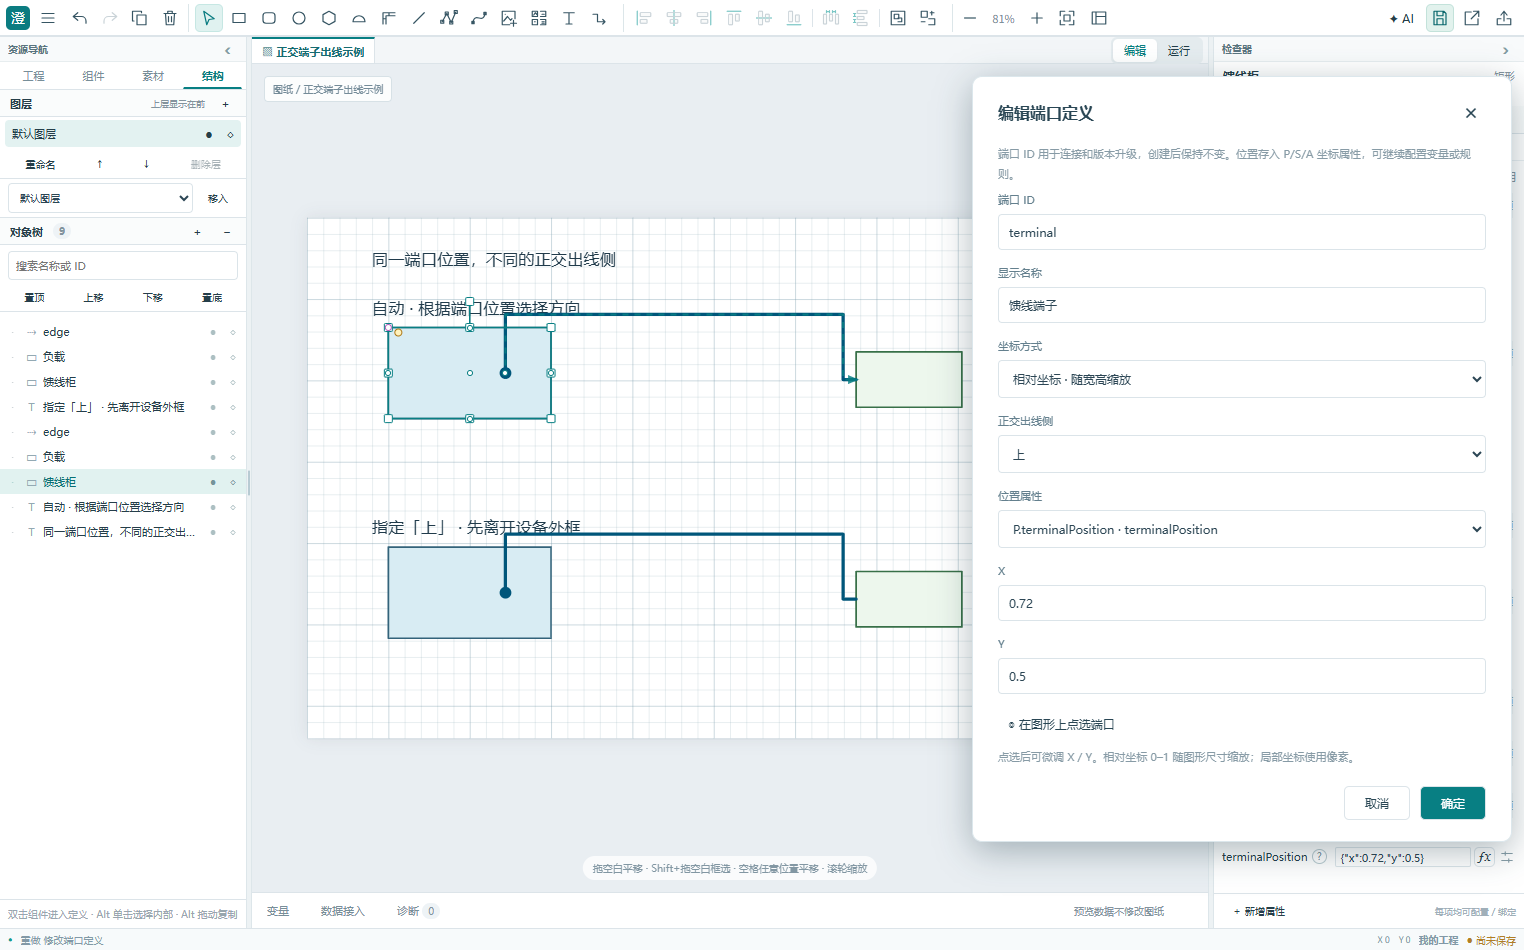 澄
81%
AI
资源导航
工程 组件 素材 结构
图层 上层显示在前
默认图层
重命名 ↑ ↓ 删除层
默认图层 移入
对象树 9 + −
搜索名称或 ID
置顶 上移 下移 置底
edge
负载
馈线柜
T 指定「上」 · 先离开设备外框
edge
负载
馈线柜
T 自动 · 根据端口位置选择方向
T 同一端口位置，不同的正交出...
双击组件进入定义 · Alt 单击选择内部 · Alt 拖动复制
重做 修改端口定义
正交端子出线示例
编辑 运行
图纸 / 正交端子出线示例
同一端口位置，不同的正交出线侧
自动 · 根据端口位置选择方向
指定「上」 · 先离开设备外框
拖空白平移 · Shift+拖空白框选 · 空格任意位置平移 · 滚轮缩放
变量 数据接入 诊断 0 预览数据不修改图纸
检查器
馈线柜 矩形
编辑端口定义
端口 ID 用于连接和版本升级，创建后保持不变。位置存入 P/S/A 坐标属性，可继续配置变量或规
则。
端口 ID
terminal
显示名称
馈线端子
坐标方式
相对坐标 · 随宽高缩放
正交出线侧
上
位置属性
P.terminalPosition · terminalPosition
X
0.72
Y
0.5
在图形上点选端口
点选后可微调 X / Y。相对坐标 0–1 随图形尺寸缩放；局部坐标使用像素。
取消 确定
terminalPosition ? {"x":0.72,"y":0.5} fx
+ 新增属性 每项均可配置 / 绑定
X 0 Y 0 我的工程 尚未保存